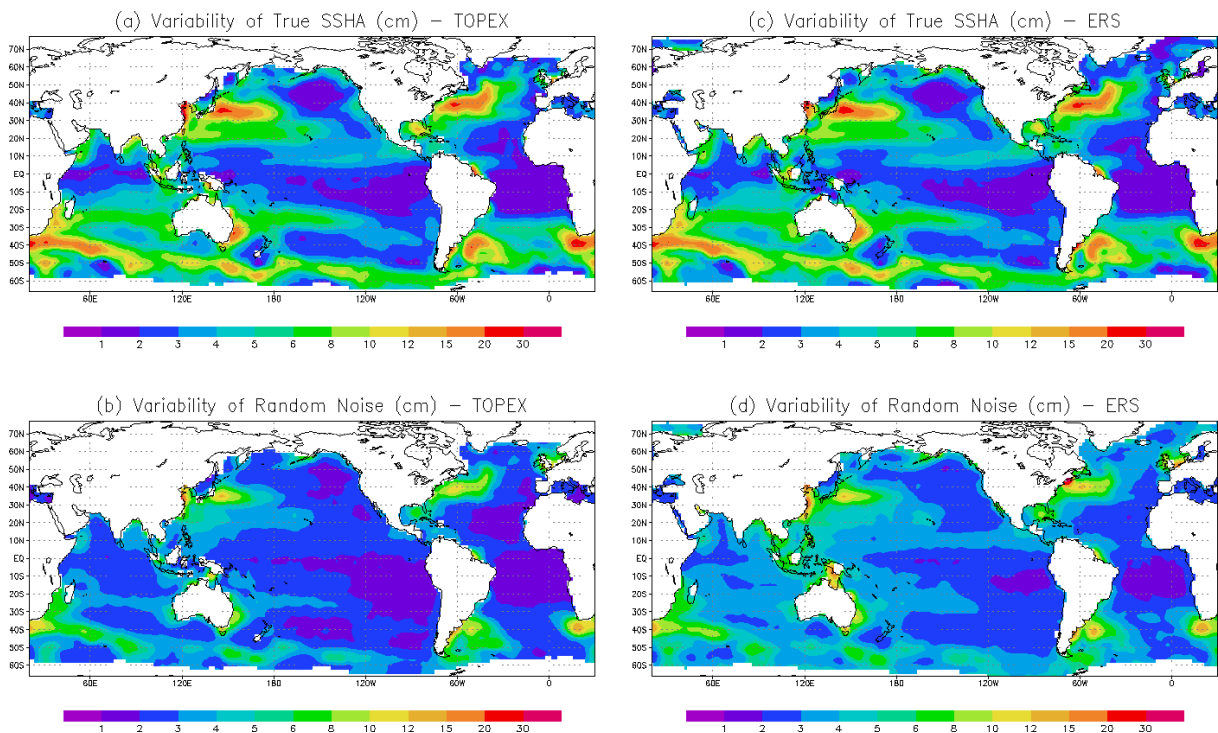 (a) Variability of True SSHA (cm) – TOPEX
70N
60N
50N
40N
30N
20N
10N
EQ
10S
20S
30S
40S
50S
60S
60E 120E 180 120W 60W 0
1 2 3 4 5 6 8 10 12 15 20 30
(c) Variability of True SSHA (cm) – ERS
70N
60N
50N
40N
30N
20N
10N
EQ
10S
20S
30S
40S
50S
60S
60E 120E 180 120W 60W 0
1 2 3 4 5 6 8 10 12 15 20 30
(b) Variability of Random Noise (cm) – TOPEX
70N
60N
50N
40N
30N
20N
10N
EQ
10S
20S
30S
40S
50S
60S
60E 120E 180 120W 60W 0
1 2 3 4 5 6 8 10 12 15 20 30
(d) Variability of Random Noise (cm) – ERS
70N
60N
50N
40N
30N
20N
10N
EQ
10S
20S
30S
40S
50S
60S
60E 120E 180 120W 60W 0
1 2 3 4 5 6 8 10 12 15 20 30